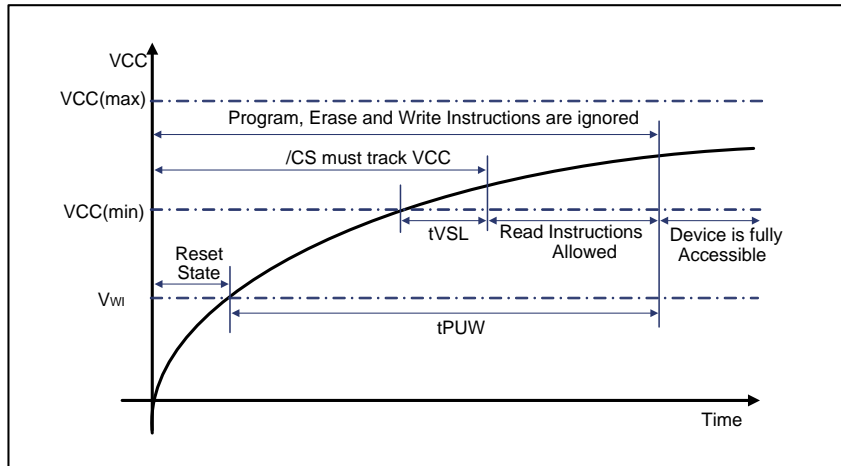 VCC
VCC(max)
Program, Erase and Write Instructions are ignored
/CS must track VCC
VCC(min)
tVSL
Read Instructions
Allowed
Device is fully
Accessible
Reset
State
VWI
tPUW
Time